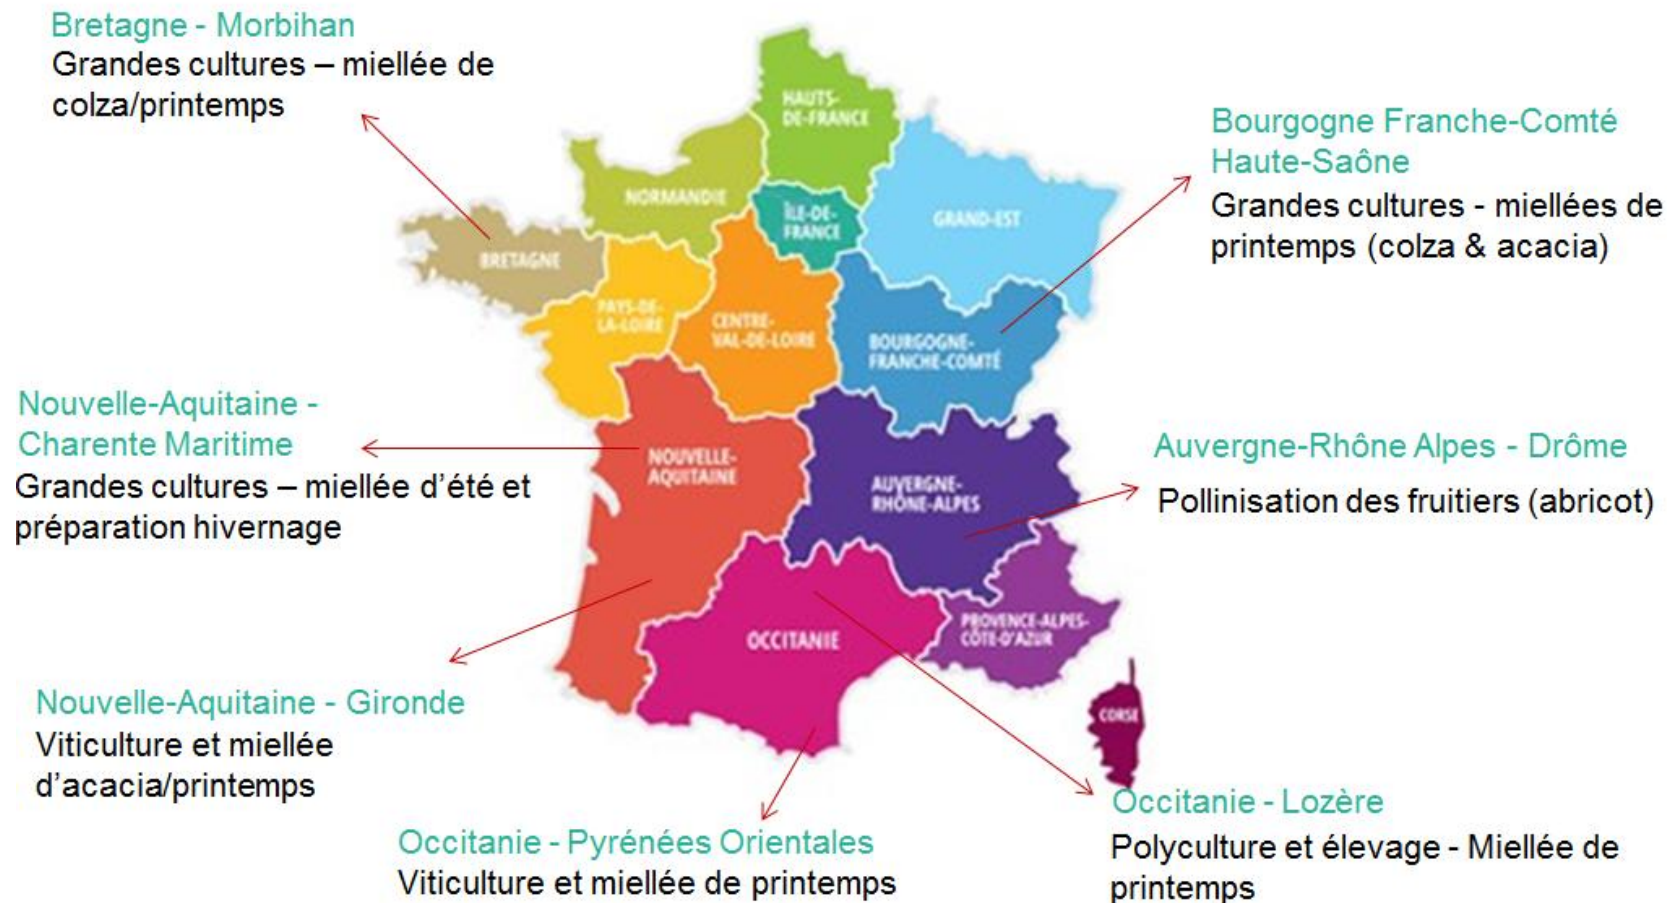 Bretagne - Morbihan
Grandes cultures – miellée de
colza/printemps
HAUTS-
DE-FRANCE
Bourgogne Franche-Comté
Haute-Saône
Grandes cultures - miellées de
printemps (colza & acacia)
NORMANDIE
ÎLE-DE-
FRANCE
GRAND-EST
BRETAGNE
PAYS-DE-
LA-LOIRE
CENTRE-
VAL-DE-LOIRE
BOURGOGNE-
FRANCHE-COMTÉ
Nouvelle-Aquitaine -
Charente Maritime
Grandes cultures – miellée d’été et
préparation hivernage
NOUVELLE-
AQUITAINE
AUVERGNE-
RHÔNE-ALPES
Auvergne-Rhône Alpes - Drôme
Pollinisation des fruitiers (abricot)
OCCITANIE
PROVENCE-ALPES-
CÔTE-D'AZUR
CORSE
Nouvelle-Aquitaine - Gironde
Viticulture et miellée
d’acacia/printemps
Occitanie - Pyrénées Orientales
Viticulture et miellée de printemps
Occitanie - Lozère
Polyculture et élevage - Miellée de
printemps